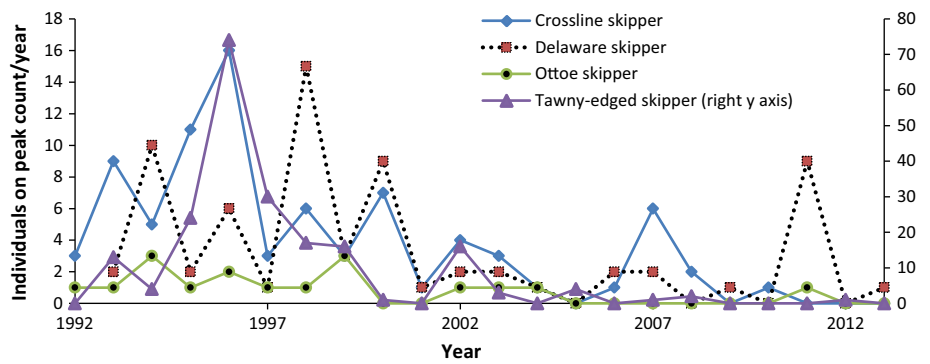 Individuals on peak count/year
18
16
14
12
10
8
6
4
2
0
Crossline skipper
Delaware skipper
Ottoe skipper
Tawny-edged skipper (right y axis)
80
70
60
50
40
30
20
10
0
1992 1997 2002 2007 2012
Year